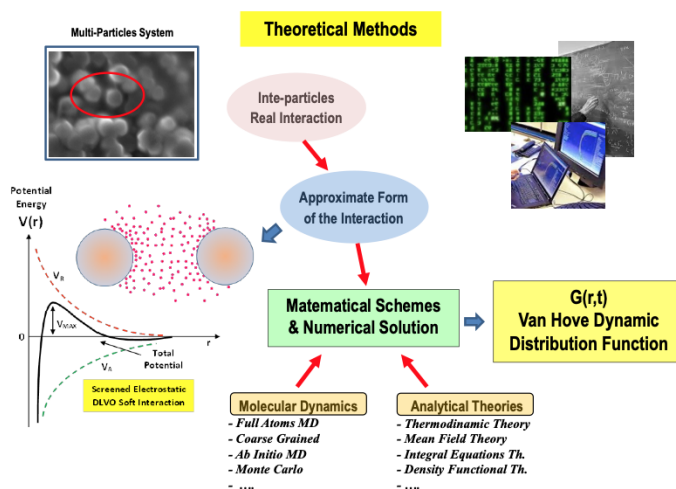 Theoretical Methods
Multi-Particles System
Inte-particles
Real Interaction
Approximate Form
of the Interaction
Potential
Energy
V(r)
V_R
V_MAX
0
r
V_A
Total
Potential
Screened Electrostatic
DLVO Soft Interaction
Matematical Schemes
& Numerical Solution
G(r,t)
Van Hove Dynamic
Distribution Function
Molecular Dynamics
- Full Atoms MD
- Coarse Grained
- Ab Initio MD
- Monte Carlo
- ....
Analytical Theories
- Thermodinamic Theory
- Mean Field Theory
- Integral Equations Th.
- Density Functional Th.
- ....